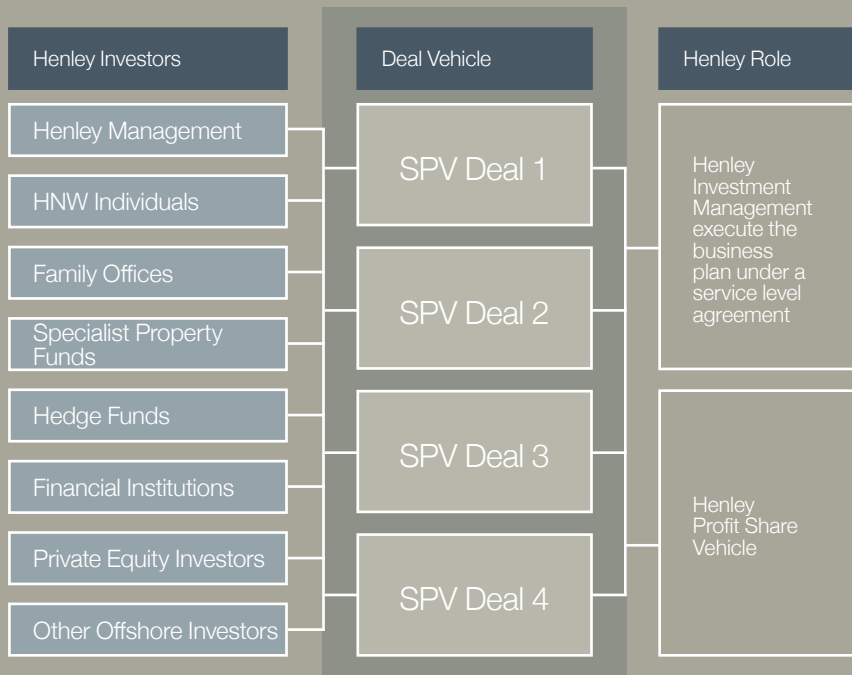 Henley Investors
Henley Management
HNW Individuals
Family Offices
Specialist Property
Funds
Hedge Funds
Financial Institutions
Private Equity Investors
Other Offshore Investors
Deal Vehicle
SPV Deal 1
SPV Deal 2
SPV Deal 3
SPV Deal 4
Henley Role
Henley
Investment
Management
execute the
business
plan under a
service level
agreement
Henley
Profit Share
Vehicle